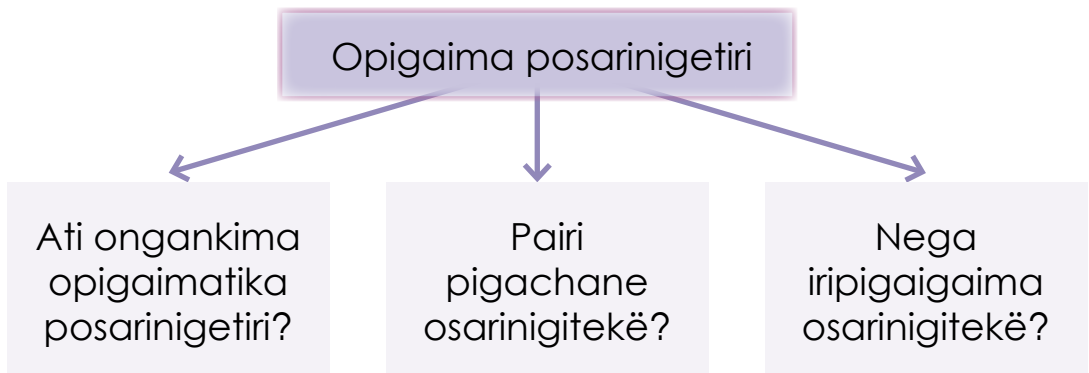 Opigaima posarinigetiri
Ati ongankima
opigaimatika
posarinigetiri?
Pairi
pigachane
osarinigitekë?
Nega
iripigaigaima
osarinigitekë?